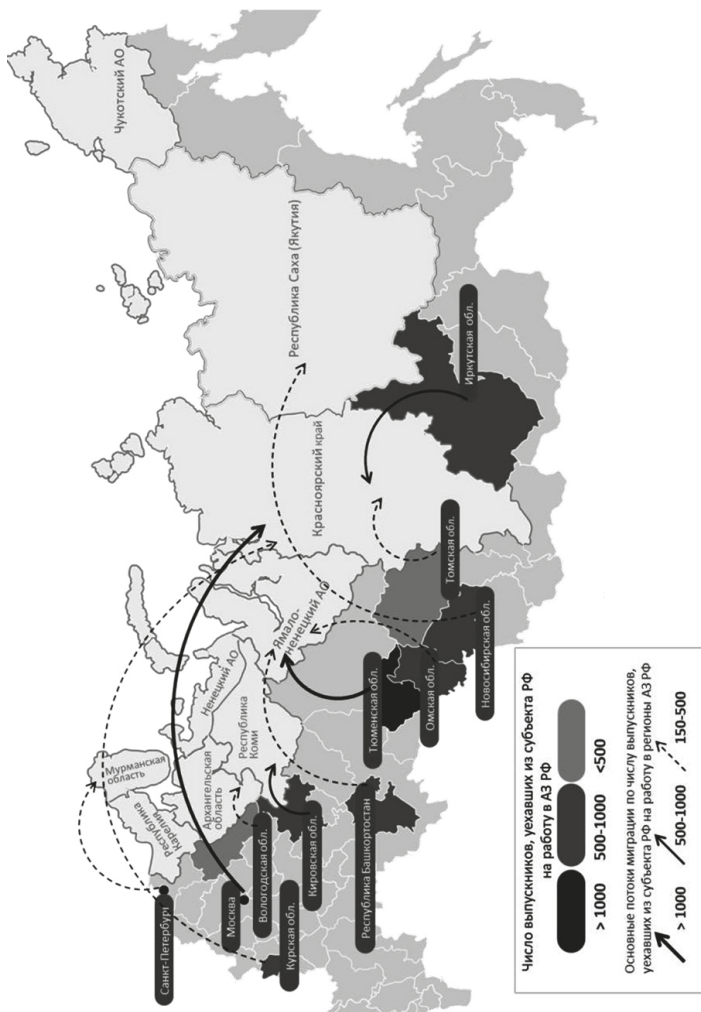 Чукотский АО
Республика Саха (Якутия)
Красноярский край
Ямало-
ненецкий АО
Ненецкий АО
Республика
Коми
Архангельская
область
Мурманская
область
Республика
Карелия
Санкт-Петербург
Москва
Вологодская обл.
Курская обл.
Кировская обл.
Республика Башкортостан
Тюменская обл.
Омская обл.
Новосибирская обл.
Томская обл.
Иркутская обл.
Число выпускников, уехавших из субъекта РФ
на работу в АЗ РФ
> 1000 500-1000 <500
Основные потоки миграции по числу выпускников,
уехавших из субъекта РФ на работу в регионы АЗ РФ
> 1000 500-1000 150-500